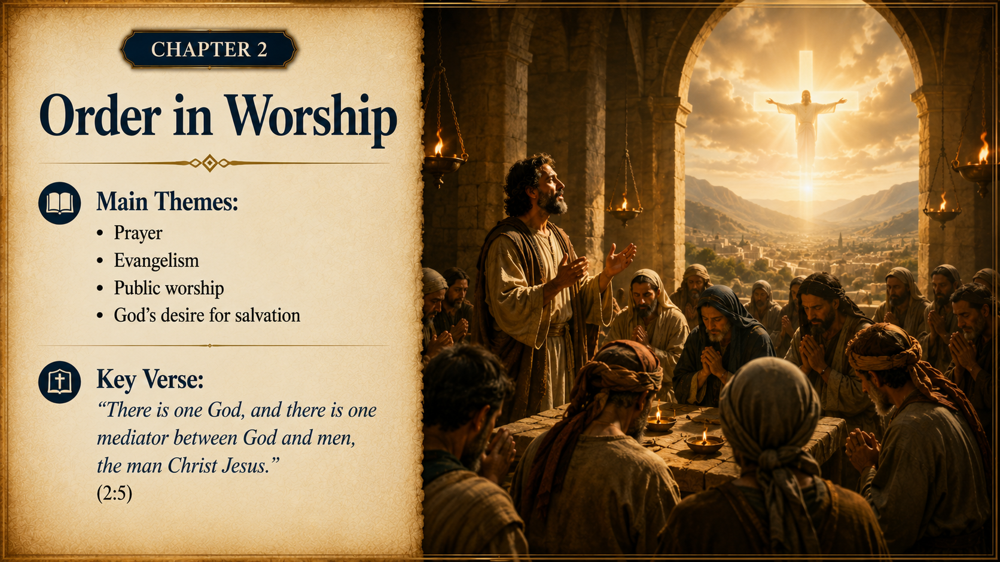 CHAPTER 2
Order in Worship
Main Themes:
• Prayer
• Evangelism
• Public worship
• God’s desire for salvation
Key Verse:
“There is one God, and there is one
mediator between God and men,
the man Christ Jesus.”
(2:5)